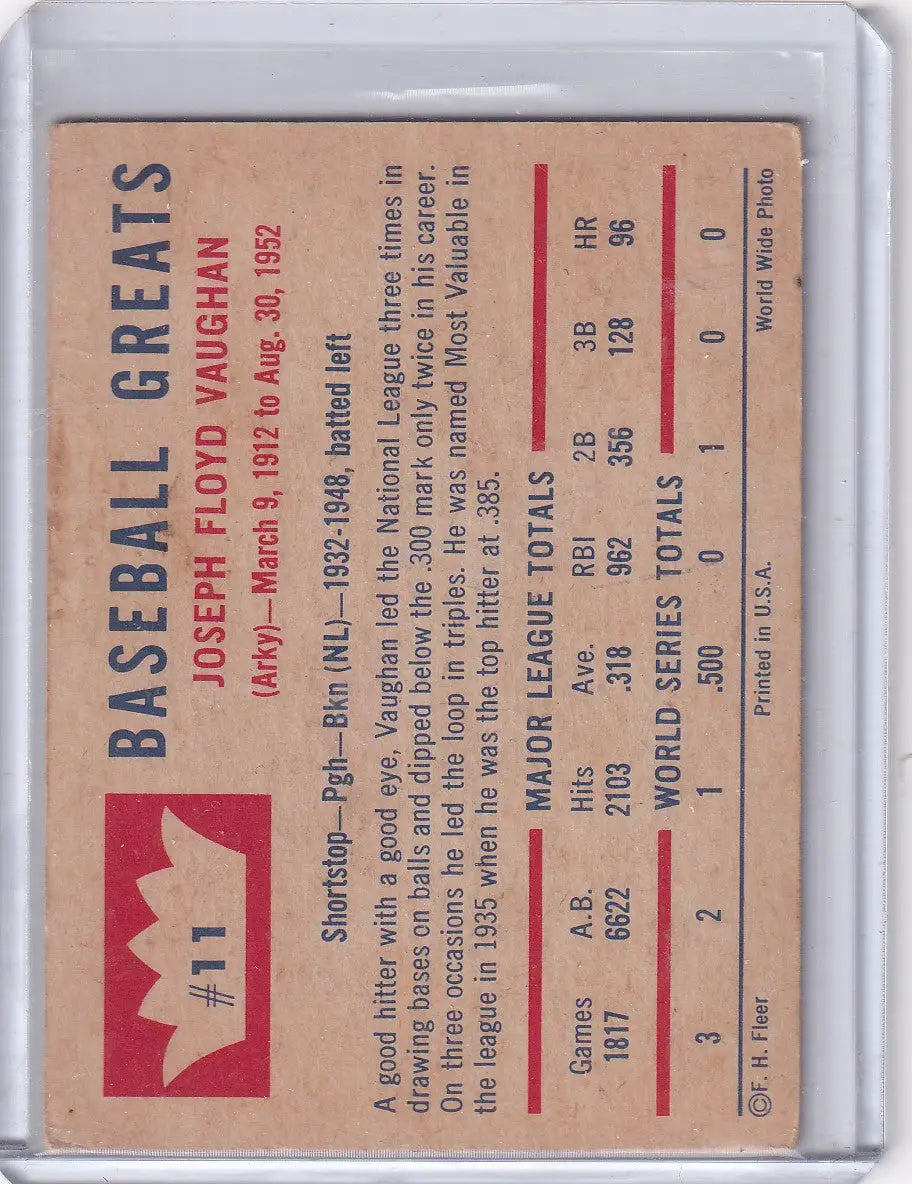 #11
BASEBALL GREATS
JOSEPH FLOYD VAUGHAN
(Arky)—March 9, 1912 to Aug. 30, 1952
Shortstop—Pgh—Bkn (NL)—1932-1948, batted left
A good hitter with a good eye, Vaughan led the National League three times in
drawing bases on balls and dipped below the .300 mark only twice in his career.
On three occasions he led the loop in triples. He was named Most Valuable in
the league in 1935 when he was the top hitter at .385.
MAJOR LEAGUE TOTALS
Games A.B. Hits Ave. RBI 2B 3B HR
1817 6622 2103 .318 962 356 128 96
WORLD SERIES TOTALS
3 2 1 .500 0 1 0 0
©F. H. Fleer Printed in U.S.A. World Wide Photo